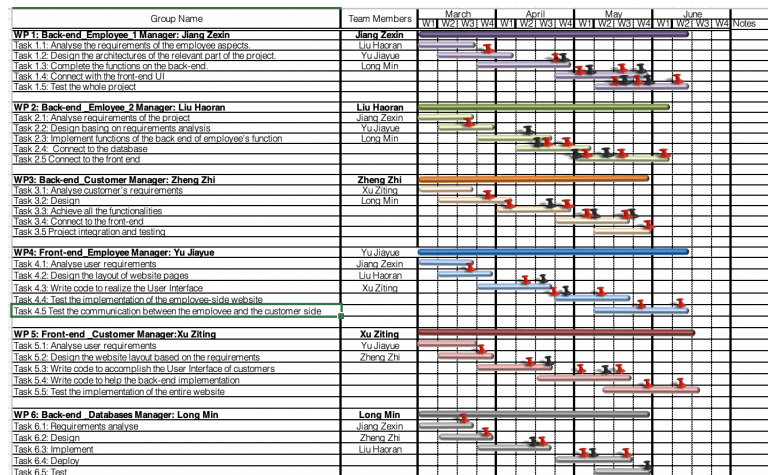 Group Name Team Members March April May June
W1 W2 W3 W4 W1 W2 W3 W4 W1 W2 W3 W4 W1 W2 W3 W4 Notes
WP 1: Back-end_Employee_1 Manager: Jiang Zexin Jiang Zexin
Task 1.1: Analyse the requirements of the employee aspects. Liu Haoran
Task 1.2: Design the architectures of the relevant part of the project. Yu Jiayue
Task 1.3: Complete the functions on the back-end. Long Min
Task 1.4: Connect with the front-end UI
Task 1.5: Test the whole project
WP 2: Back-end _Emloyee_2 Manager: Liu Haoran Liu Haoran
Task 2.1: Analyse requirements of the project Jiang Zexin
Task 2.2: Design basing on requirements analysis Yu Jiayue
Task 2.3: Implement functions of the back end of employee's function Long Min
Task 2.4: Connect to the database
Task 2.5 Connect to the front end
WP3: Back-end_Customer Manager: Zheng Zhi Zheng Zhi
Task 3.1: Analyse customer's requirements Xu Ziting
Task 3.2: Design Long Min
Task 3.3: Achieve all the functionalities
Task 3.4: Connect to the front-end
Task 3.5 Project integration and testing
WP4: Front-end_Employee Manager: Yu Jiayue Yu Jiayue
Task 4.1: Analyse user requirements Jiang Zexin
Task 4.2: Design the layout of website pages Liu Haoran
Task 4.3: Write code to realize the User Interface Xu Ziting
Task 4.4: Test the implementation of the employee-side website
Task 4.5 Test the communication between the employee and the customer side
WP 5: Front-end _Customer Manager:Xu Ziting Xu Ziting
Task 5.1: Analyse user requirements Yu Jiayue
Task 5.2: Design the website layout based on the requirements Zheng Zhi
Task 5.3: Write code to accomplish the User Interface of customers
Task 5.4: Write code to help the back-end implementation
Task 5.5: Test the implementation of the entire website
WP 6: Back-end _Databases Manager: Long Min Long Min
Task 6.1: Requirements analyse Jiang Zexin
Task 6.2: Design Zheng Zhi
Task 6.3: Implement Liu Haoran
Task 6.4: Deploy
Task 6.5: Test